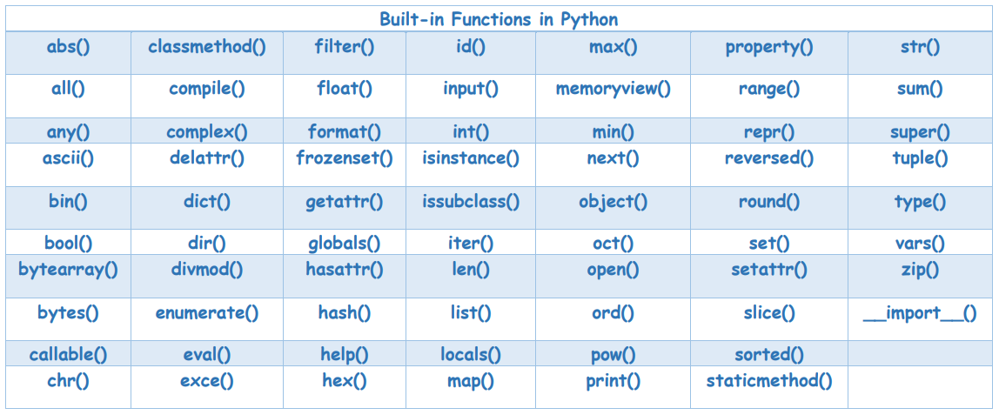 Built-in Functions in Python
abs() classmethod() filter() id() max() property() str()
all() compile() float() input() memoryview() range() sum()
any() complex() format() int() min() repr() super()
ascii() delattr() frozenset() isinstance() next() reversed() tuple()
bin() dict() getattr() issubclass() object() round() type()
bool() dir() globals() iter() oct() set() vars()
bytearray() divmod() hasattr() len() open() setattr() zip()
bytes() enumerate() hash() list() ord() slice() __import__()
callable() eval() help() locals() pow() sorted()
chr() exce() hex() map() print() staticmethod()